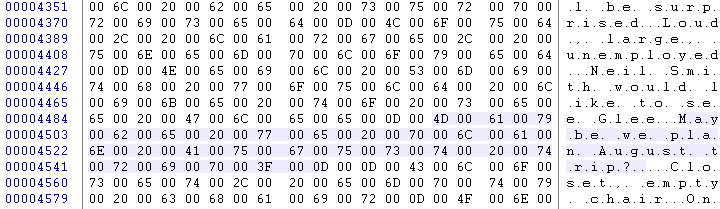 00004351 00 6C 00 20 00 62 00 65 00 20 00 73 00 75 00 72 00 70 00 .l. .b.e. .s.u.r.p.
00004370 72 00 69 00 73 00 65 00 64 00 0D 00 4C 00 6F 00 75 00 64 r.i.s.e.d...L.o.u.d
00004389 00 2C 00 20 00 6C 00 61 00 72 00 67 00 65 00 2C 00 20 00 .,. .l.a.r.g.e.,. .
00004408 75 00 6E 00 65 00 6D 00 70 00 6C 00 6F 00 79 00 65 00 64 u.n.e.m.p.l.o.y.e.d
00004427 00 0D 00 4E 00 65 00 69 00 6C 00 20 00 53 00 6D 00 69 00 ...N.e.i.l. .S.m.i.
00004446 74 00 68 00 20 00 77 00 6F 00 75 00 6C 00 64 00 20 00 6C t.h. .w.o.u.l.d. .l
00004465 00 69 00 6B 00 65 00 20 00 74 00 6F 00 20 00 73 00 65 00 .i.k.e. .t.o. .s.e.
00004484 65 00 20 00 47 00 6C 00 65 00 65 00 0D 00 4D 00 61 00 79 e. .G.l.e.e...M.a.y
00004503 00 62 00 65 00 20 00 77 00 65 00 20 00 70 00 6C 00 61 00 .b.e. .w.e. .p.l.a.
00004522 6E 00 20 00 41 00 75 00 67 00 75 00 73 00 74 00 20 00 74 n. .A.u.g.u.s.t. .t
00004541 00 72 00 69 00 70 00 3F 00 0D 00 0D 00 43 00 6C 00 6F 00 .r.i.p.?.....C.l.o.
00004560 73 00 65 00 74 00 2C 00 20 00 65 00 6D 00 70 00 74 00 79 s.e.t.,. .e.m.p.t.y
00004579 00 20 00 63 00 68 00 61 00 69 00 72 00 0D 00 4F 00 6E 00 . .c.h.a.i.r...O.n.